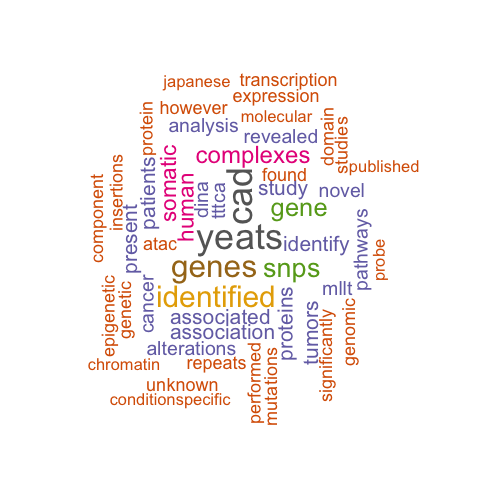 japanese
transcription
expression
however
molecular
protein
analysis
revealed
domain
studies
complexes
published
somatic
patients
human
found
cad
study
novel
dina
tttca
gene
component
insertions
present
atac
yeats
identify
pathways
probe
genes
snps
mllt
identified
epigenetic
genetic
cancer
associated
association
proteins
tumors
significantly
genomic
alterations
chromatin
repeats
performed
mutations
unknown
conditionspecific